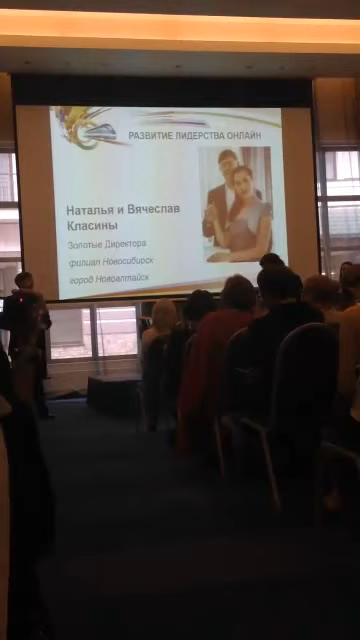 РАЗВИТИЕ ЛИДЕРСТВА ОНЛАЙН
Наталья и Вячеслав
Класины
Золотые Директора
филиал Новосибирск
город Новоалтайск